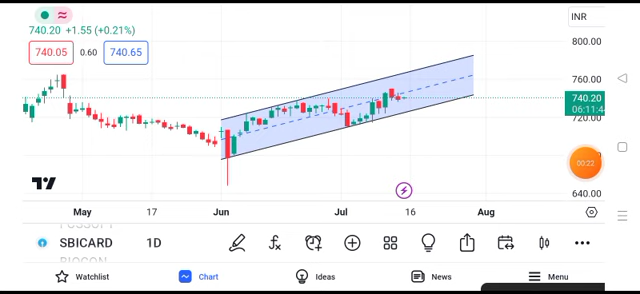 INR
740.20 +1.55 (+0.21%)
740.05 0.60 740.65
800.00
760.00
740.20
06:11:4
720.00
00:22
640.00
May 17 Jun Jul 16 Aug
SBICARD 1D
BIOCON
Watchlist Chart Ideas News Menu